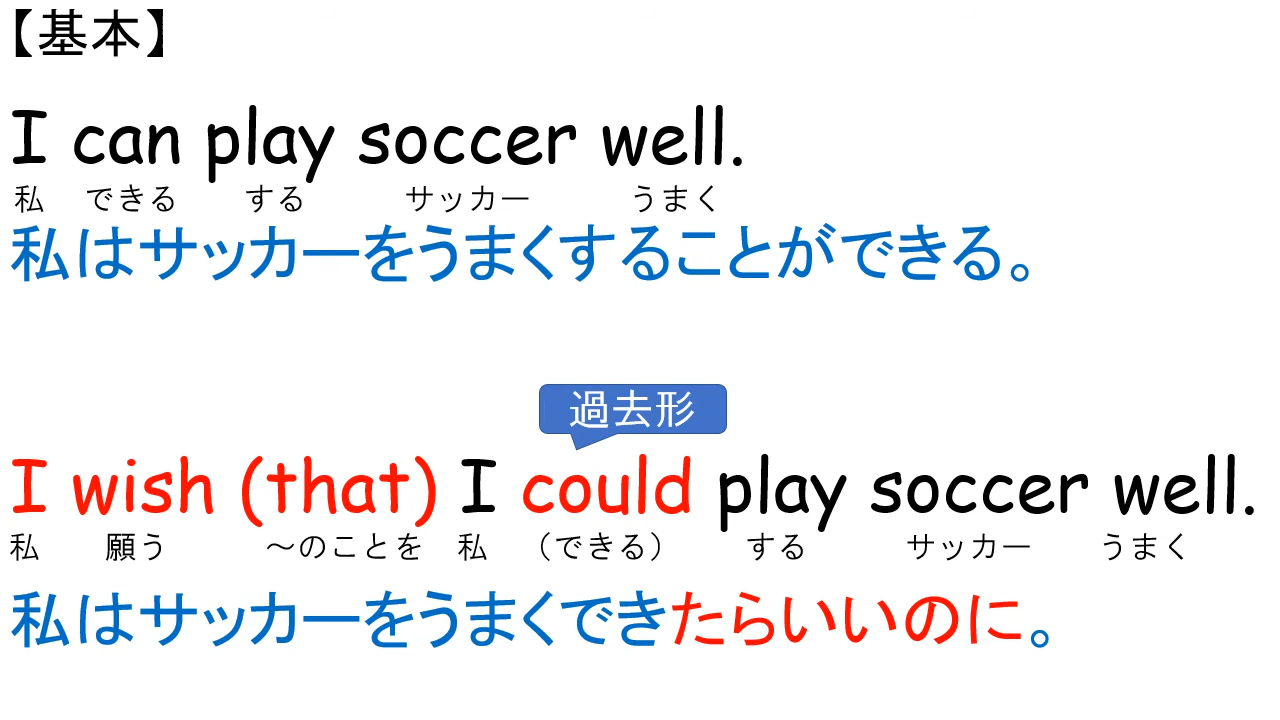 【基本】
I can play soccer well.
私 できる する サッカー うまく
私はサッカーをうまくすることができる。
過去形
I wish (that) I could play soccer well.
私 願う ～のことを 私 （できる） する サッカー うまく
私はサッカーをうまくできたらいいのに。